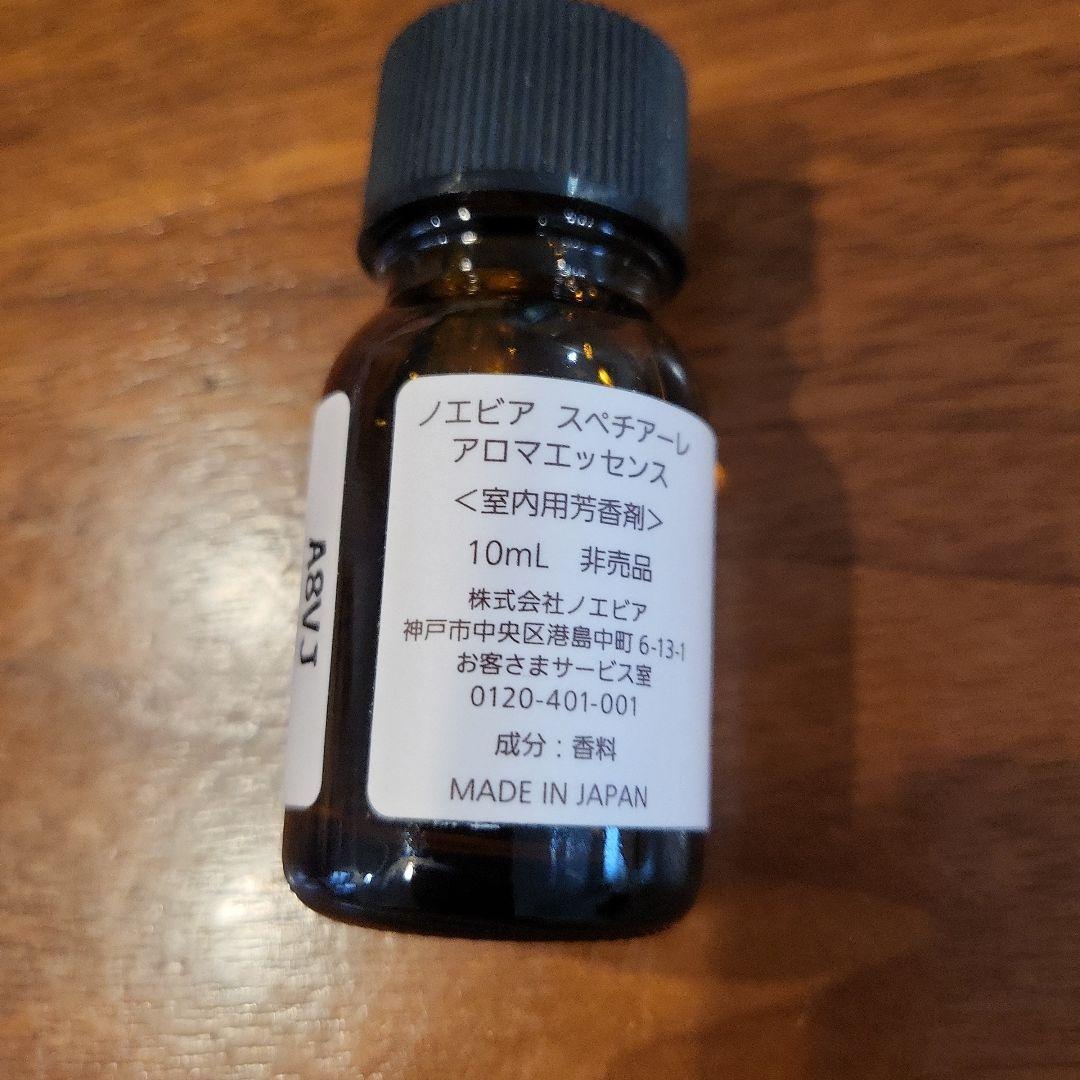 ノエビア スペチアーレ
アロマエッセンス
＜室内用芳香剤＞
10mL 非売品
株式会社ノエビア
神戸市中央区港島中町6-13-1
お客さまサービス室
0120-401-001
成分：香料
MADE IN JAPAN
A8VJ